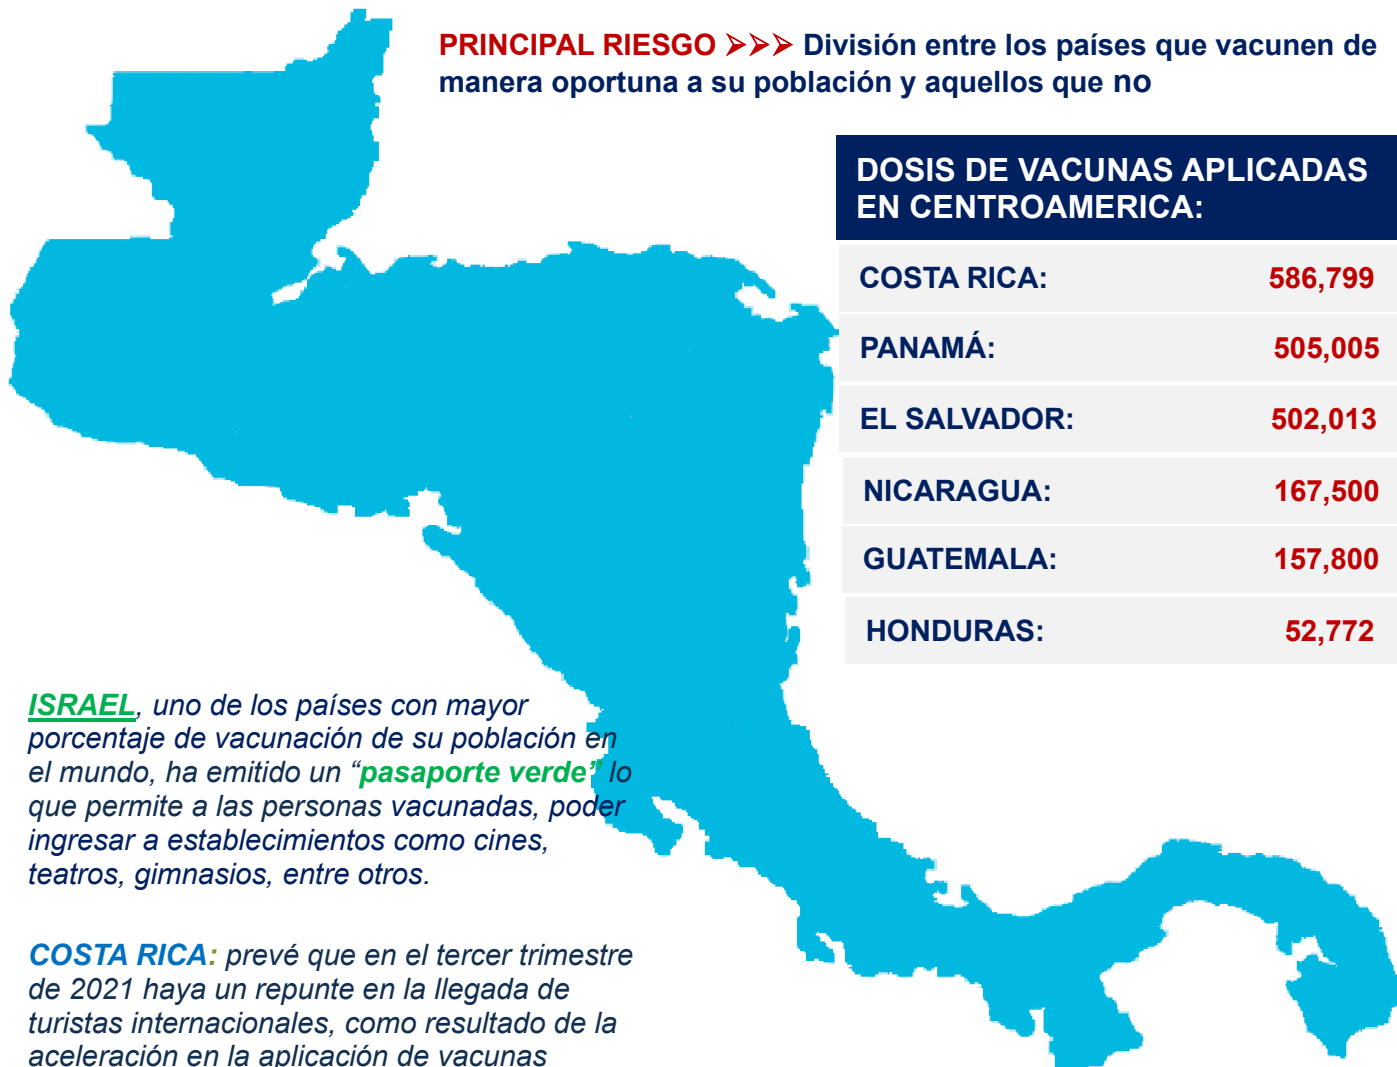 PRINCIPAL RIESGO ⮚⮚⮚ División entre los países que vacunen de
manera oportuna a su población y aquellos que no
DOSIS DE VACUNAS APLICADAS
EN CENTROAMERICA:
COSTA RICA: 586,799
PANAMÁ: 505,005
EL SALVADOR: 502,013
NICARAGUA: 167,500
GUATEMALA: 157,800
HONDURAS: 52,772
ISRAEL, uno de los países con mayor
porcentaje de vacunación de su población en
el mundo, ha emitido un “pasaporte verde” lo
que permite a las personas vacunadas, poder
ingresar a establecimientos como cines,
teatros, gimnasios, entre otros.
COSTA RICA: prevé que en el tercer trimestre
de 2021 haya un repunte en la llegada de
turistas internacionales, como resultado de la
aceleración en la aplicación de vacunas